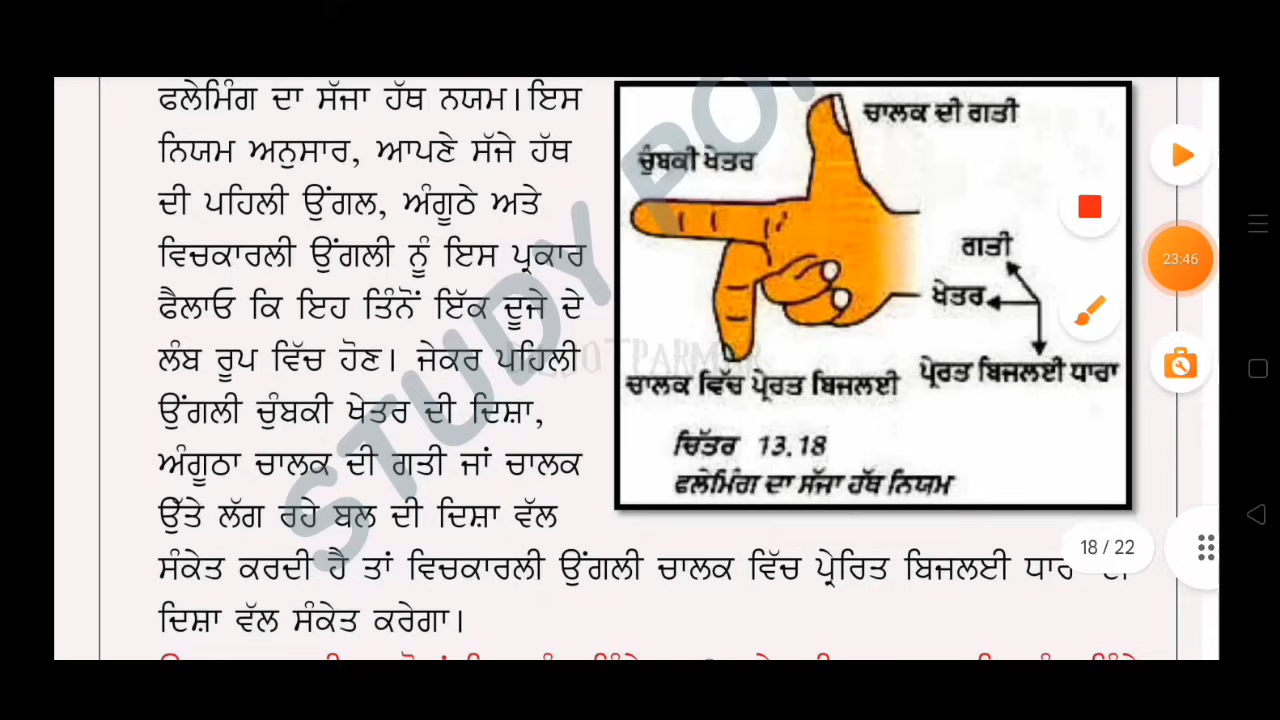 ਫਲੇਮਿੰਗ ਦਾ ਸੱਜਾ ਹੱਥ ਨਯਮ। ਇਸ
ਨਿਯਮ ਅਨੁਸਾਰ, ਆਪਣੇ ਸੱਜੇ ਹੱਥ
ਦੀ ਪਹਿਲੀ ਉਂਗਲ, ਅੰਗੂਠੇ ਅਤੇ
ਵਿਚਕਾਰਲੀ ਉਂਗਲੀ ਨੂੰ ਇਸ ਪ੍ਰਕਾਰ
ਫੈਲਾਓ ਕਿ ਇਹ ਤਿੰਨੋਂ ਇੱਕ ਦੂਜੇ ਦੇ
ਲੰਬ ਰੂਪ ਵਿੱਚ ਹੋਣ। ਜੇਕਰ ਪਹਿਲੀ
ਉਂਗਲੀ ਚੁੰਬਕੀ ਖੇਤਰ ਦੀ ਦਿਸ਼ਾ,
ਅੰਗੂਠਾ ਚਾਲਕ ਦੀ ਗਤੀ ਜਾਂ ਚਾਲਕ
ਉੱਤੇ ਲੱਗ ਰਹੇ ਬਲ ਦੀ ਦਿਸ਼ਾ ਵੱਲ
ਸੰਕੇਤ ਕਰਦੀ ਹੈ ਤਾਂ ਵਿਚਕਾਰਲੀ ਉਂਗਲੀ ਚਾਲਕ ਵਿੱਚ ਪ੍ਰੇਰਿਤ ਬਿਜਲਈ
ਦਿਸ਼ਾ ਵੱਲ ਸੰਕੇਤ ਕਰੇਗਾ।
ਚਾਲਕ ਦੀ ਗਤੀ
ਚੁੰਬਕੀ ਖੇਤਰ
ਗਤੀ
ਖੇਤਰ
ਪ੍ਰੇਰਤ ਬਿਜਲਈ ਧਾਰਾ
ਚਾਲਕ ਵਿੱਚ ਪ੍ਰੇਰਤ ਬਿਜਲਈ
ਚਿੱਤਰ 13.18
ਫਲੇਮਿੰਗ ਦਾ ਸੱਜਾ ਹੱਥ ਨਿਯਮ
STUDY
23:46
18 / 22